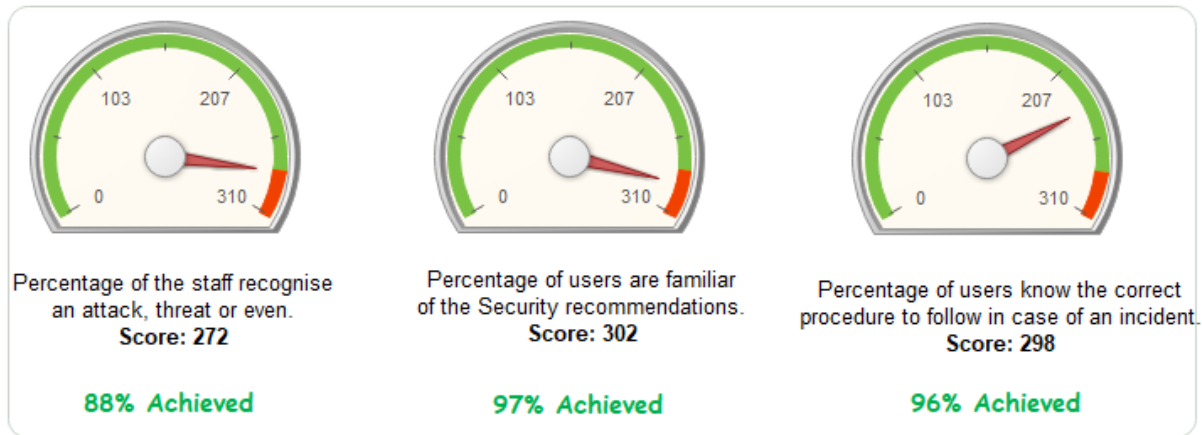 103 207
0 310
Percentage of the staff recognise
an attack, threat or even.
Score: 272
88% Achieved
103 207
0 310
Percentage of users are familiar
of the Security recommendations.
Score: 302
97% Achieved
103 207
0 310
Percentage of users know the correct
procedure to follow in case of an incident.
Score: 298
96% Achieved